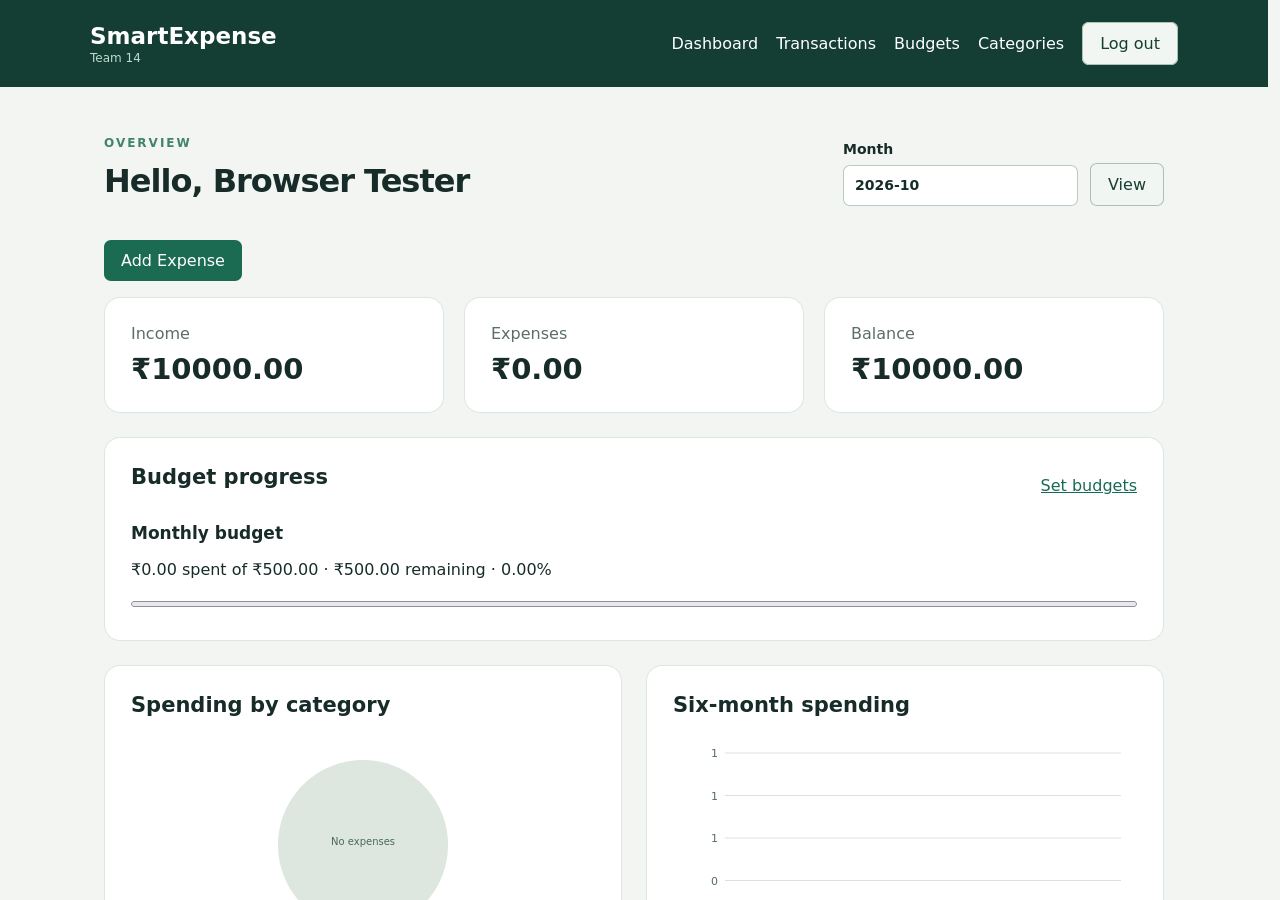 SmartExpense
Team 14
Dashboard Transactions Budgets Categories Log out
OVERVIEW
Hello, Browser Tester
Month
2026-10 View
Add Expense
Income
₹10000.00
Expenses
₹0.00
Balance
₹10000.00
Budget progress
Set budgets
Monthly budget
₹0.00 spent of ₹500.00 · ₹500.00 remaining · 0.00%
Spending by category
No expenses
Six-month spending
1
1
1
0